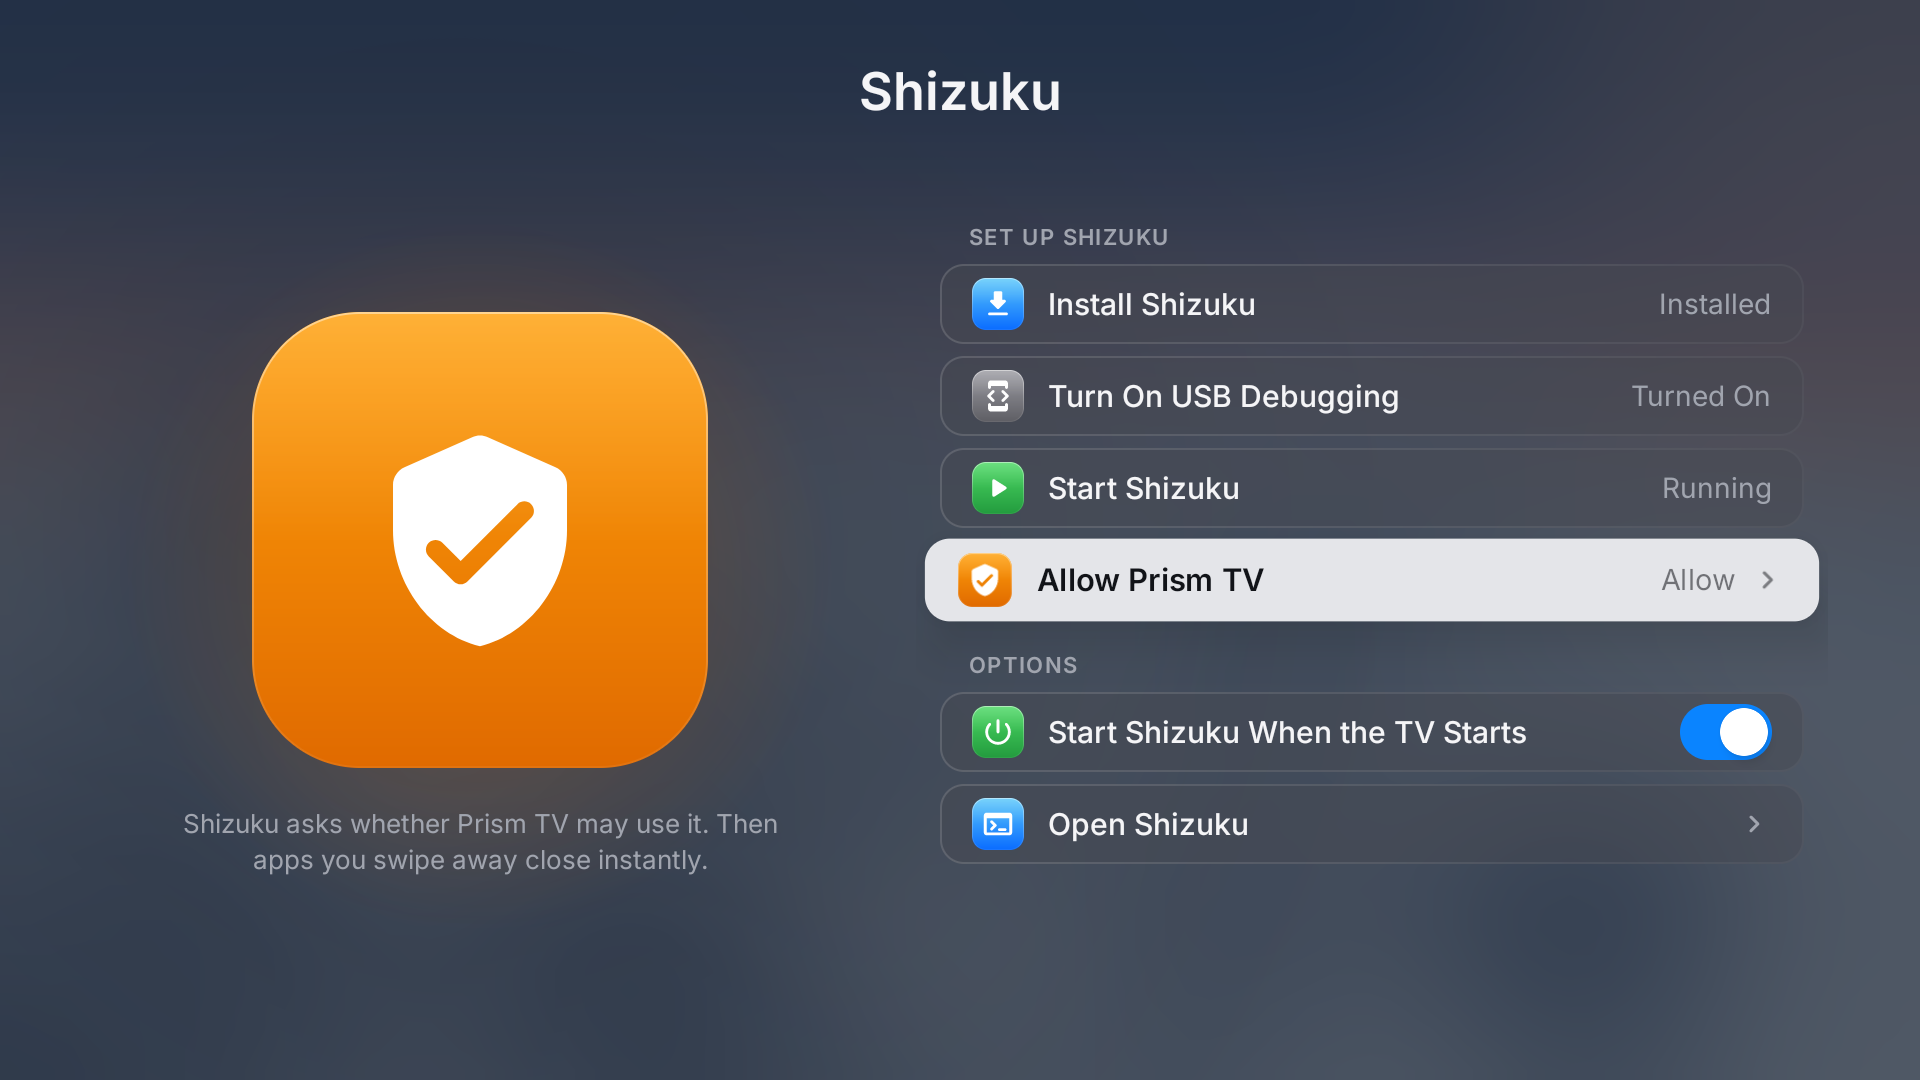 Shizuku
SET UP SHIZUKU
Install Shizuku Installed
Turn On USB Debugging Turned On
Start Shizuku Running
Allow Prism TV Allow
OPTIONS
Start Shizuku When the TV Starts
Open Shizuku
Shizuku asks whether Prism TV may use it. Then
apps you swipe away close instantly.